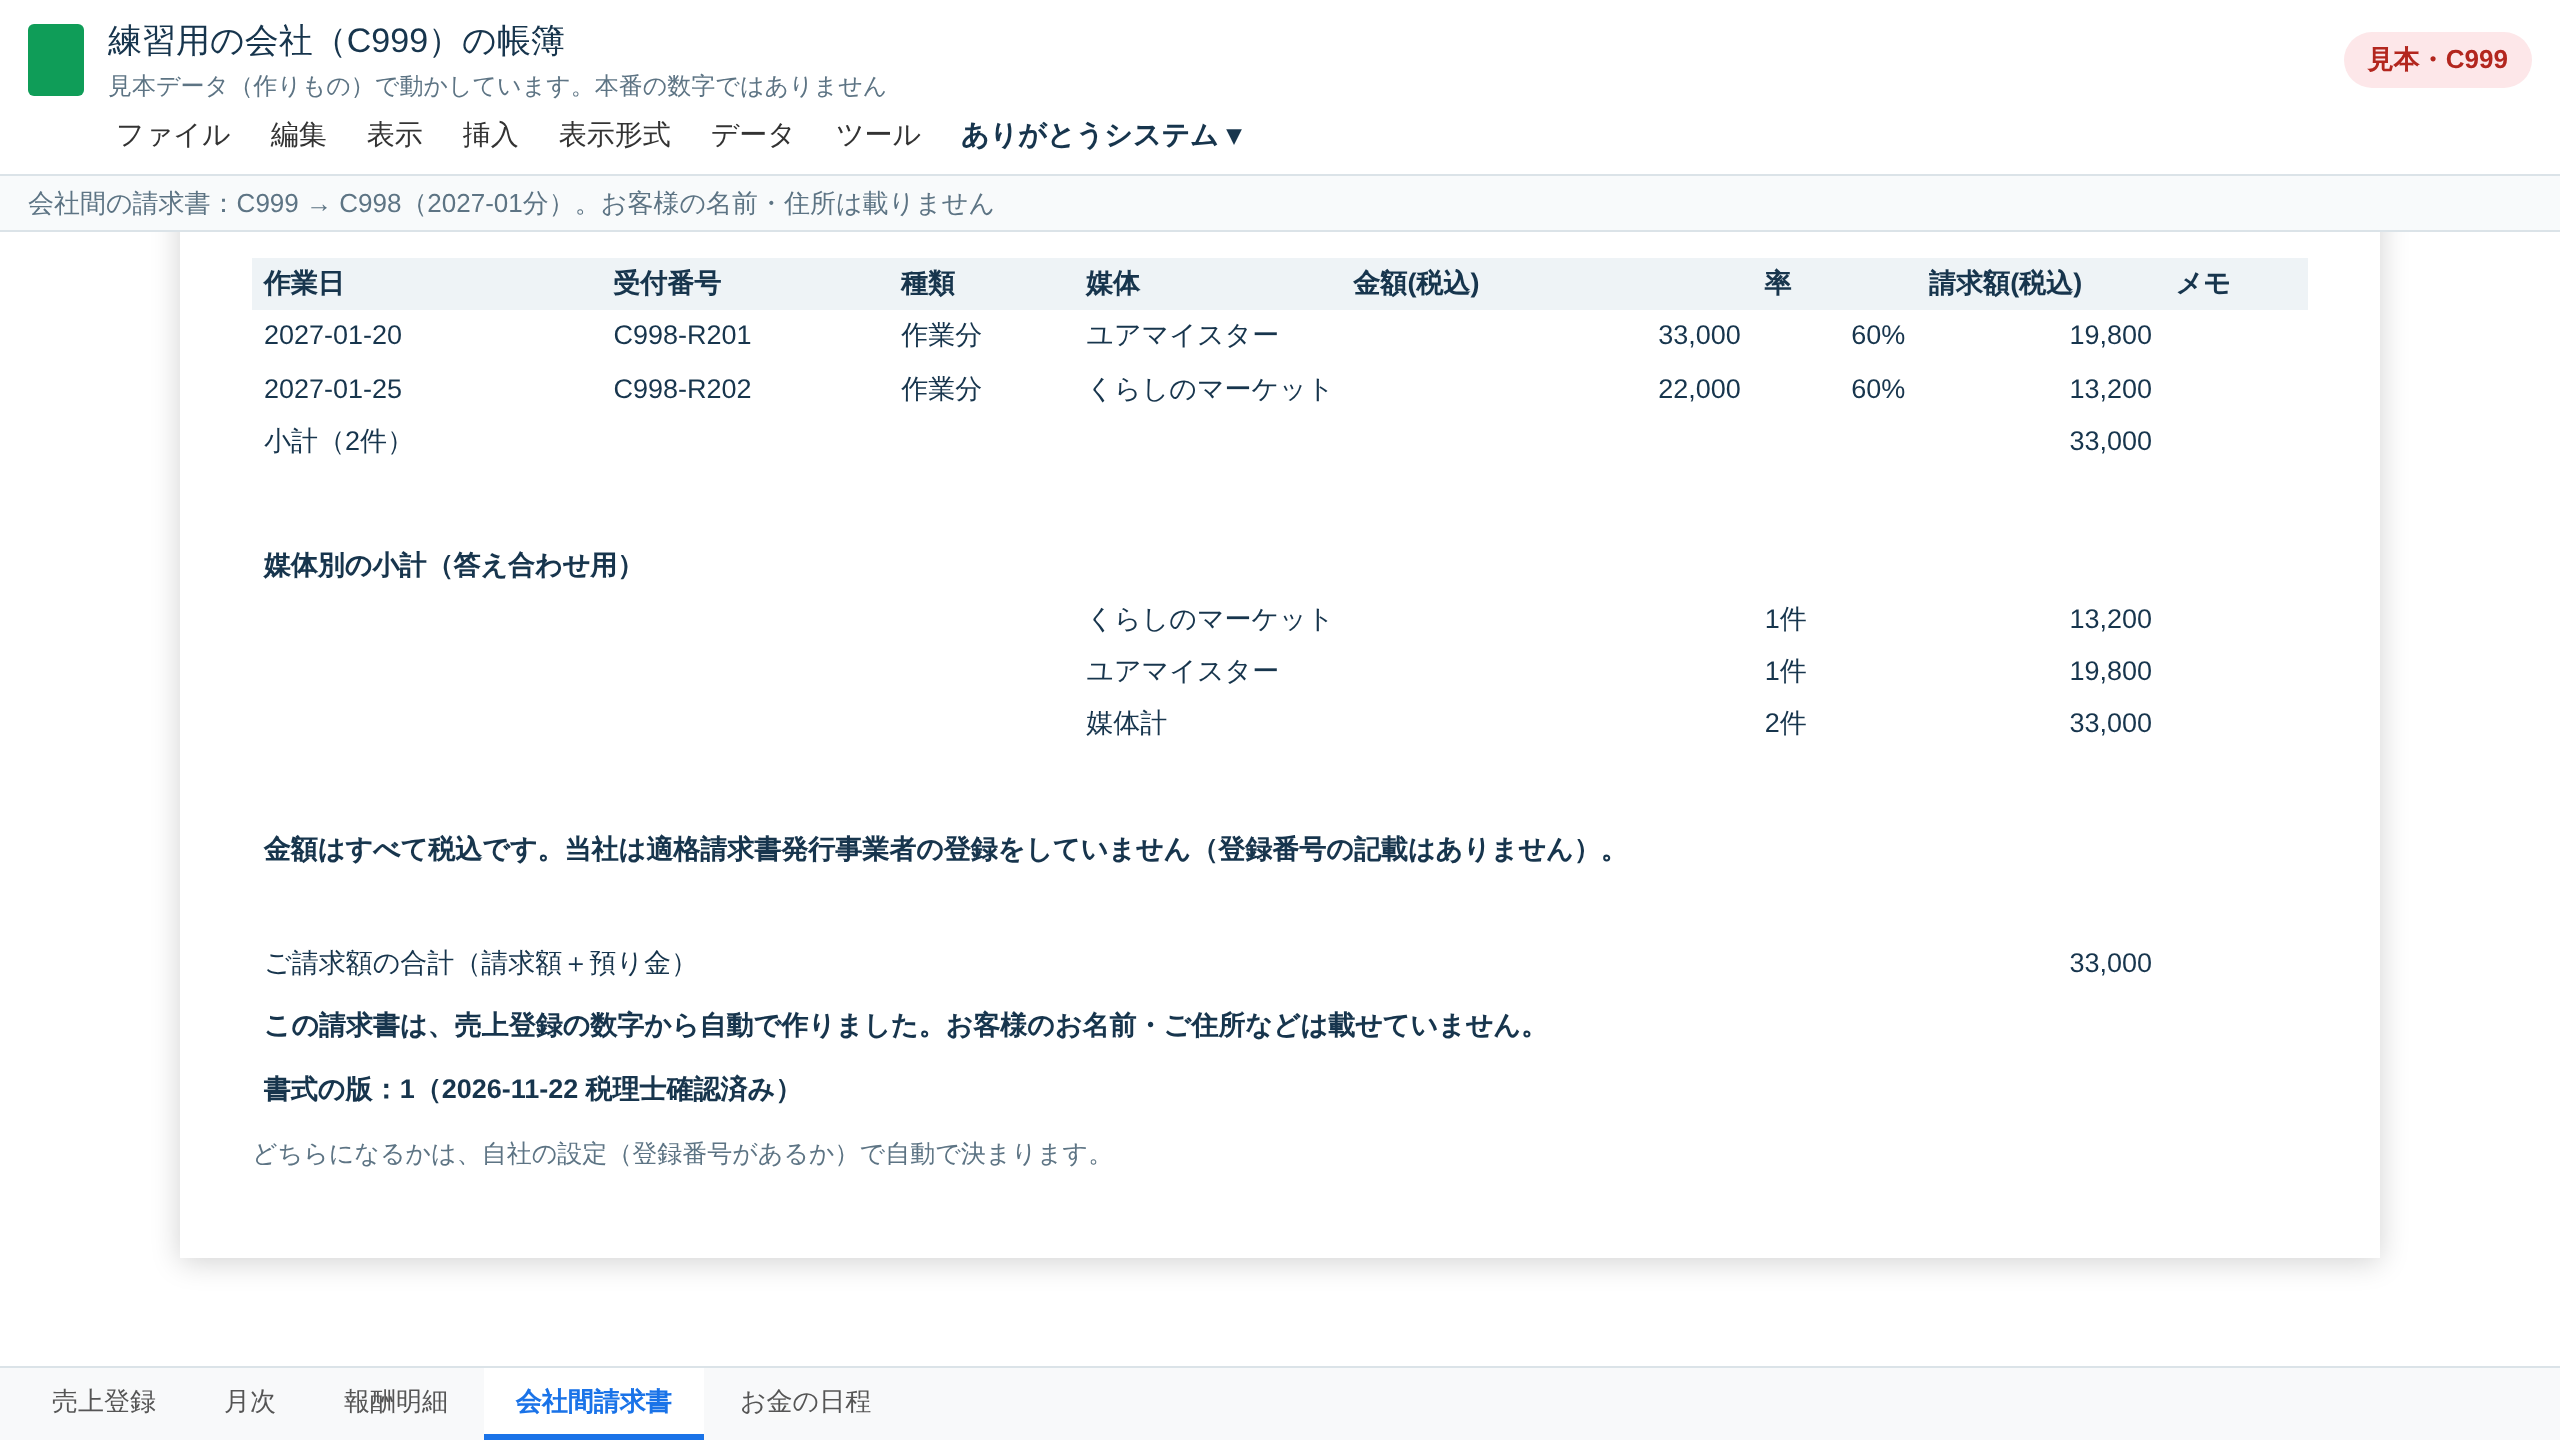 練習用の会社（C999）の帳簿
見本データ（作りもの）で動かしています。本番の数字ではありません
見本・C999
ファイル 編集 表示 挿入 表示形式 データ ツール ありがとうシステム ▾
会社間の請求書：C999 → C998（2027-01分）。お客様の名前・住所は載りません
作業日 受付番号 種類 媒体 金額(税込) 率 請求額(税込) メモ
2027-01-20 C998-R201 作業分 ユアマイスター 33,000 60% 19,800
2027-01-25 C998-R202 作業分 くらしのマーケット 22,000 60% 13,200
小計（2件） 33,000
媒体別の小計（答え合わせ用）
くらしのマーケット 1件 13,200
ユアマイスター 1件 19,800
媒体計 2件 33,000
金額はすべて税込です。当社は適格請求書発行事業者の登録をしていません（登録番号の記載はありません）。
ご請求額の合計（請求額＋預り金） 33,000
この請求書は、売上登録の数字から自動で作りました。お客様のお名前・ご住所などは載せていません。
書式の版：1（2026-11-22 税理士確認済み）
どちらになるかは、自社の設定（登録番号があるか）で自動で決まります。
売上登録 月次 報酬明細 会社間請求書 お金の日程